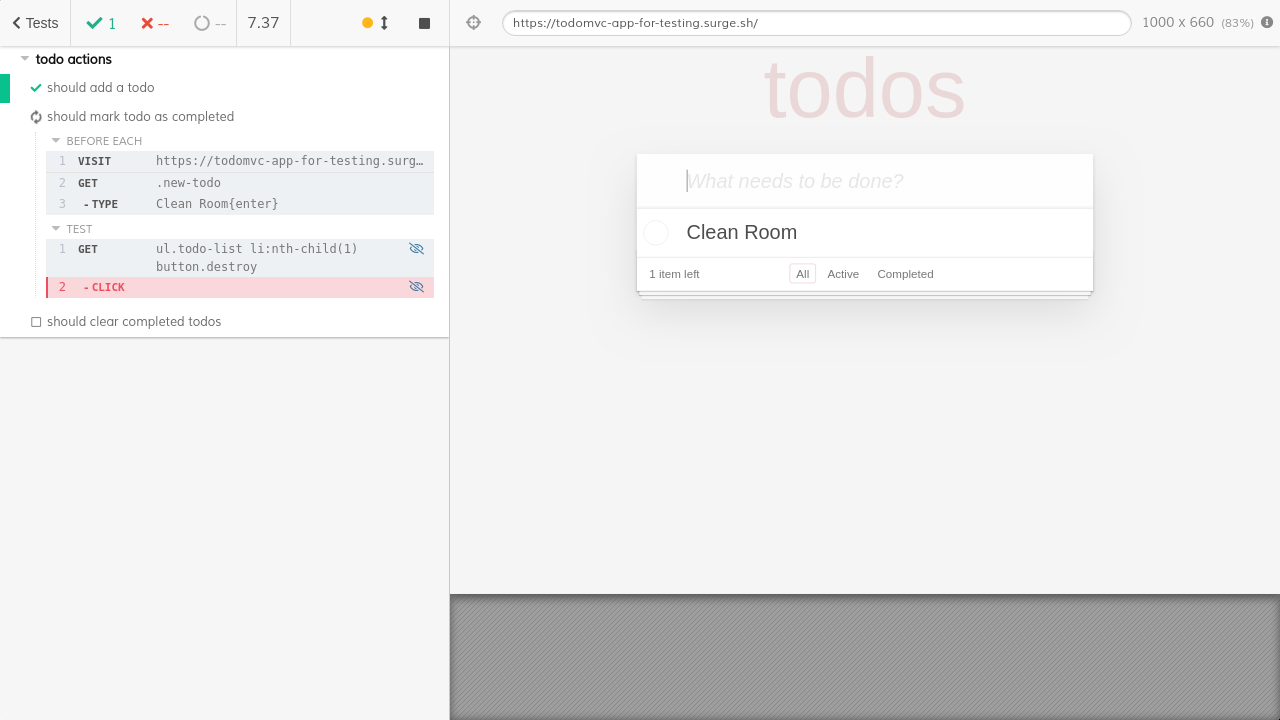 Tests 1 -- -- 7.37
https://todomvc-app-for-testing.surge.sh/ 1000 x 660 (83%)
todo actions
should add a todo
should mark todo as completed
BEFORE EACH
1 VISIT https://todomvc-app-for-testing.surg…
2 GET .new-todo
3 -TYPE Clean Room{enter}
TEST
1 GET ul.todo-list li:nth-child(1)
button.destroy
2 -CLICK
should clear completed todos
todos
What needs to be done?
Clean Room
1 item left All Active Completed